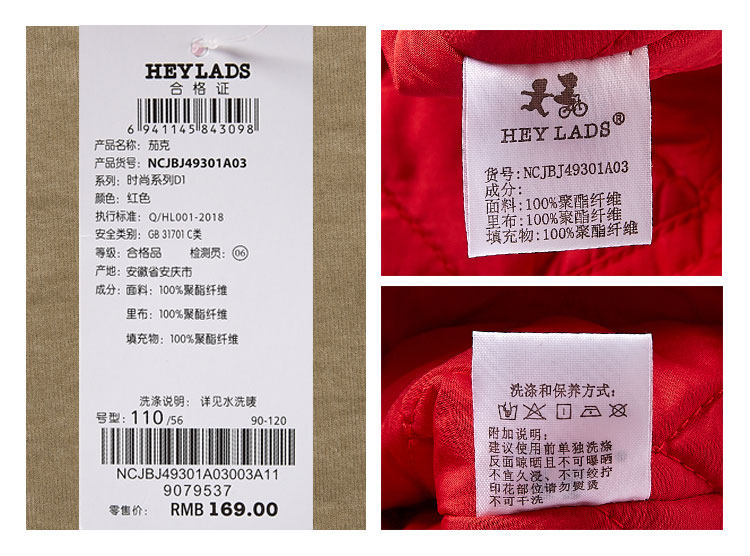 HEYLADS
合格证
6 941145 843098
产品名称：茄克
产品货号：NCJBJ49301A03
系列：时尚系列D1
颜色：红色
执行标准：Q/HL001-2018
安全类别：GB 31701 C类
等级：合格品 检测员：06
产地：安徽省安庆市
成分：面料：100%聚酯纤维
里布：100%聚酯纤维
填充物：100%聚酯纤维
洗涤说明：详见水洗唛
号型：110/56 90-120
NCJBJ49301A03003A11
9079537
零售价：RMB 169.00
HEY LADS®
货号：NCJBJ49301A03
成分：
面料：100%聚酯纤维
里布：100%聚酯纤维
填充物：100%聚酯纤维
洗涤和保养方式：
附加说明：
建议使用前单独洗涤
反面晾晒且不可曝晒
不宜久浸、不可绞拧
印花部位请勿熨烫
不可干洗